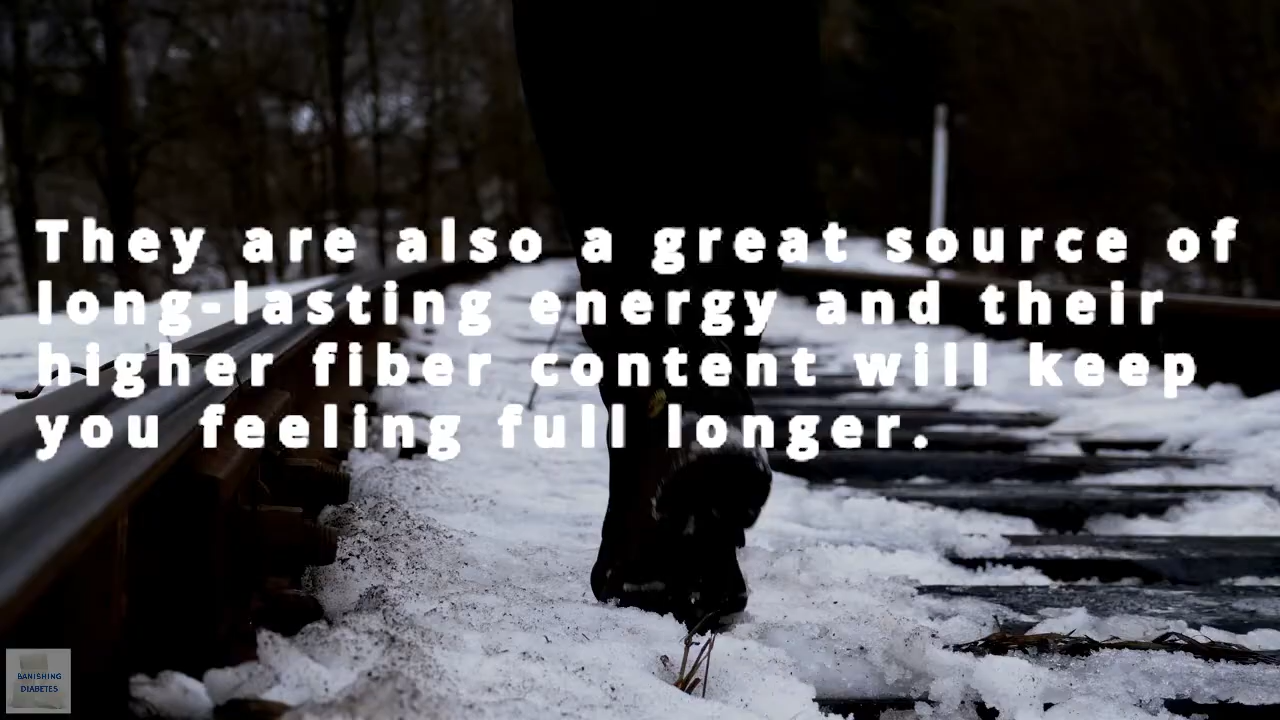 They are also a great source of
long-lasting energy and their
higher fiber content will keep
you feeling full longer.
BANISHING
DIABETES